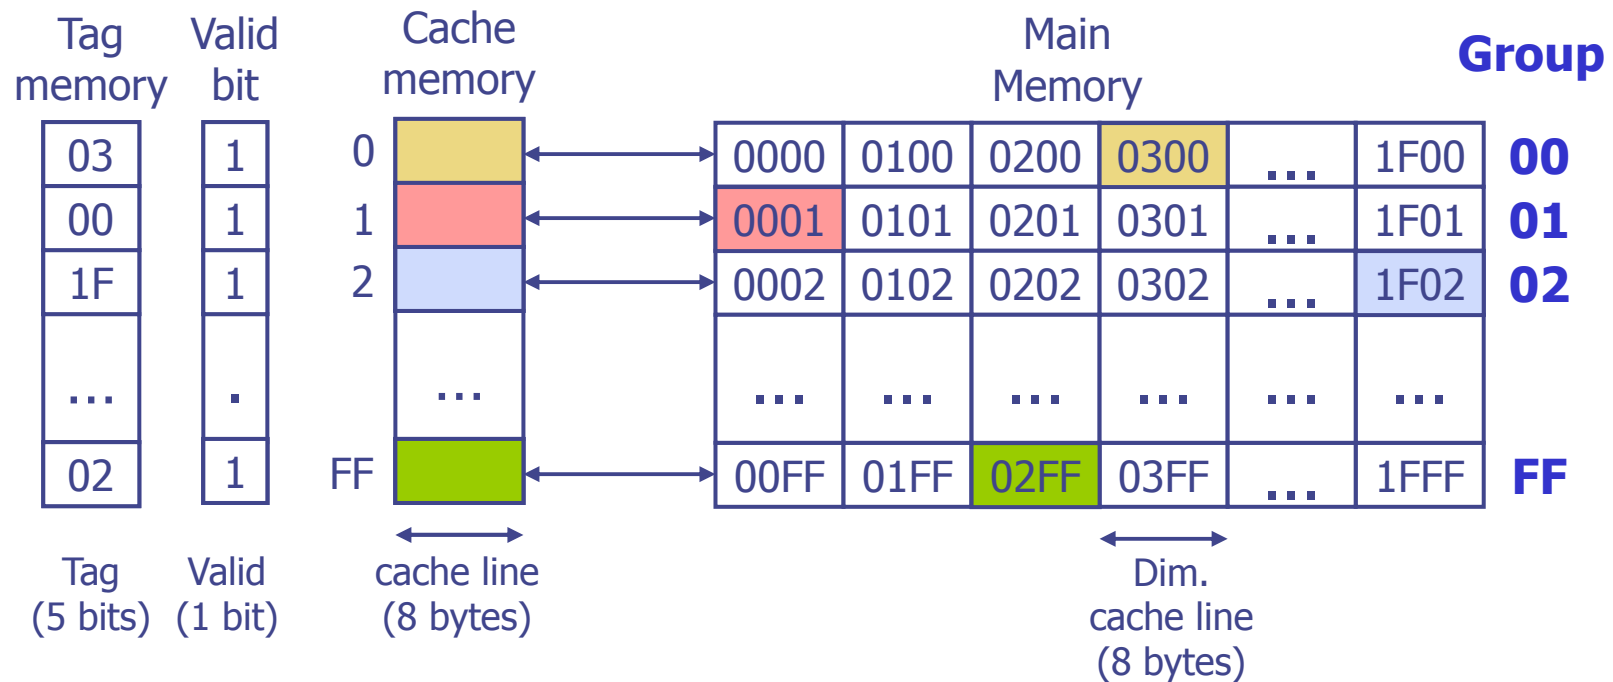 Tag memory
Valid bit
Cache memory
Main Memory
Group
03 1 0 0000 0100 0200 0300 ... 1F00 00
00 1 1 0001 0101 0201 0301 ... 1F01 01
1F 1 2 0002 0102 0202 0302 ... 1F02 02
... . ... ... ... ... ... ... ...
02 1 FF 00FF 01FF 02FF 03FF ... 1FFF FF
Tag
(5 bits)
Valid
(1 bit)
cache line
(8 bytes)
Dim.
cache line
(8 bytes)